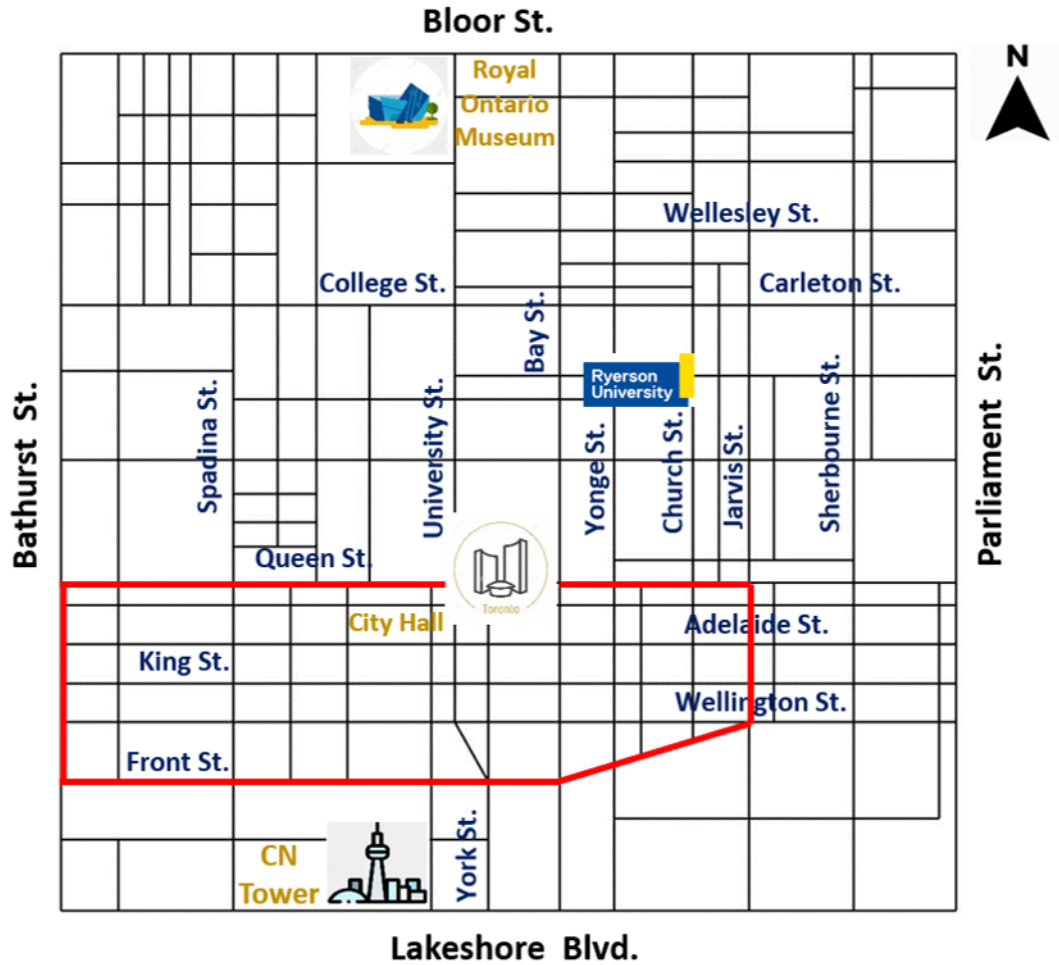 Bloor St.
N
Royal
Ontario
Museum
Wellesley St.
College St.
Carleton St.
Bay St.
Ryerson
University
Bathurst St.
Spadina St.
University St.
Yonge St.
Church St.
Jarvis St.
Sherbourne St.
Parliament St.
Queen St.
Toronto
City Hall
Adelaide St.
King St.
Wellington St.
Front St.
CN
Tower
York St.
Lakeshore Blvd.